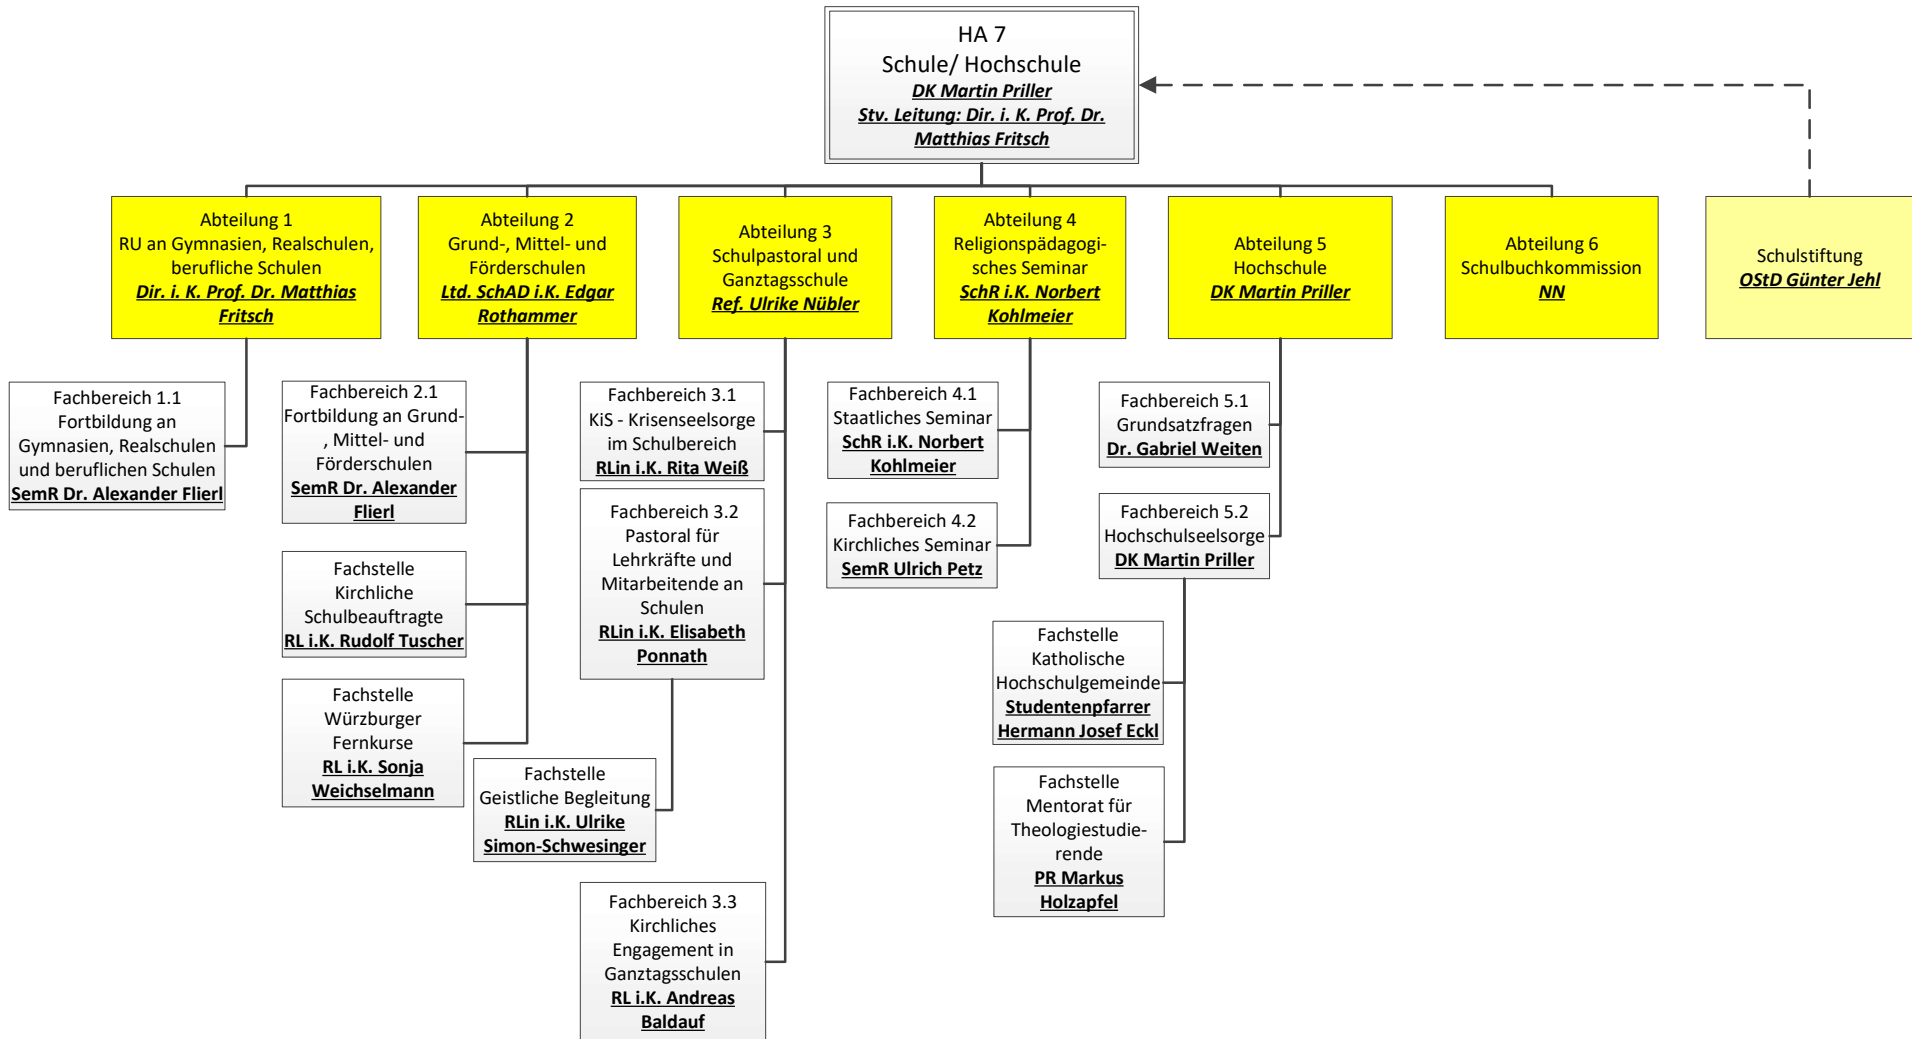 HA 7
Schule/ Hochschule
DK Martin Priller
Stv. Leitung: Dir. i. K. Prof. Dr.
Matthias Fritsch
Abteilung 1
RU an Gymnasien, Realschulen,
berufliche Schulen
Dir. i. K. Prof. Dr. Matthias
Fritsch
Abteilung 2
Grund-, Mittel- und
Förderschulen
Ltd. SchAD i.K. Edgar
Rothammer
Abteilung 3
Schulpastoral und
Ganztagsschule
Ref. Ulrike Nübler
Abteilung 4
Religionspädagogi-
sches Seminar
SchR i.K. Norbert
Kohlmeier
Abteilung 5
Hochschule
DK Martin Priller
Abteilung 6
Schulbuchkommission
NN
Schulstiftung
OStD Günter Jehl
Fachbereich 1.1
Fortbildung an
Gymnasien, Realschulen
und beruflichen Schulen
SemR Dr. Alexander Flierl
Fachbereich 2.1
Fortbildung an Grund-
, Mittel- und
Förderschulen
SemR Dr. Alexander
Flierl
Fachstelle
Kirchliche
Schulbeauftragte
RL i.K. Rudolf Tuscher
Fachstelle
Würzburger
Fernkurse
RL i.K. Sonja
Weichselmann
Fachbereich 3.1
KiS - Krisenseelsorge
im Schulbereich
RLin i.K. Rita Weiß
Fachbereich 3.2
Pastoral für
Lehrkräfte und
Mitarbeitende an
Schulen
RLin i.K. Elisabeth
Ponnath
Fachstelle
Geistliche Begleitung
RLin i.K. Ulrike
Simon-Schwesinger
Fachbereich 3.3
Kirchliches
Engagement in
Ganztagsschulen
RL i.K. Andreas
Baldauf
Fachbereich 4.1
Staatliches Seminar
SchR i.K. Norbert
Kohlmeier
Fachbereich 4.2
Kirchliches Seminar
SemR Ulrich Petz
Fachbereich 5.1
Grundsatzfragen
Dr. Gabriel Weiten
Fachbereich 5.2
Hochschulseelsorge
DK Martin Priller
Fachstelle
Katholische
Hochschulgemeinde
Studentenpfarrer
Hermann Josef Eckl
Fachstelle
Mentorat für
Theologiestudie-
rende
PR Markus
Holzapfel